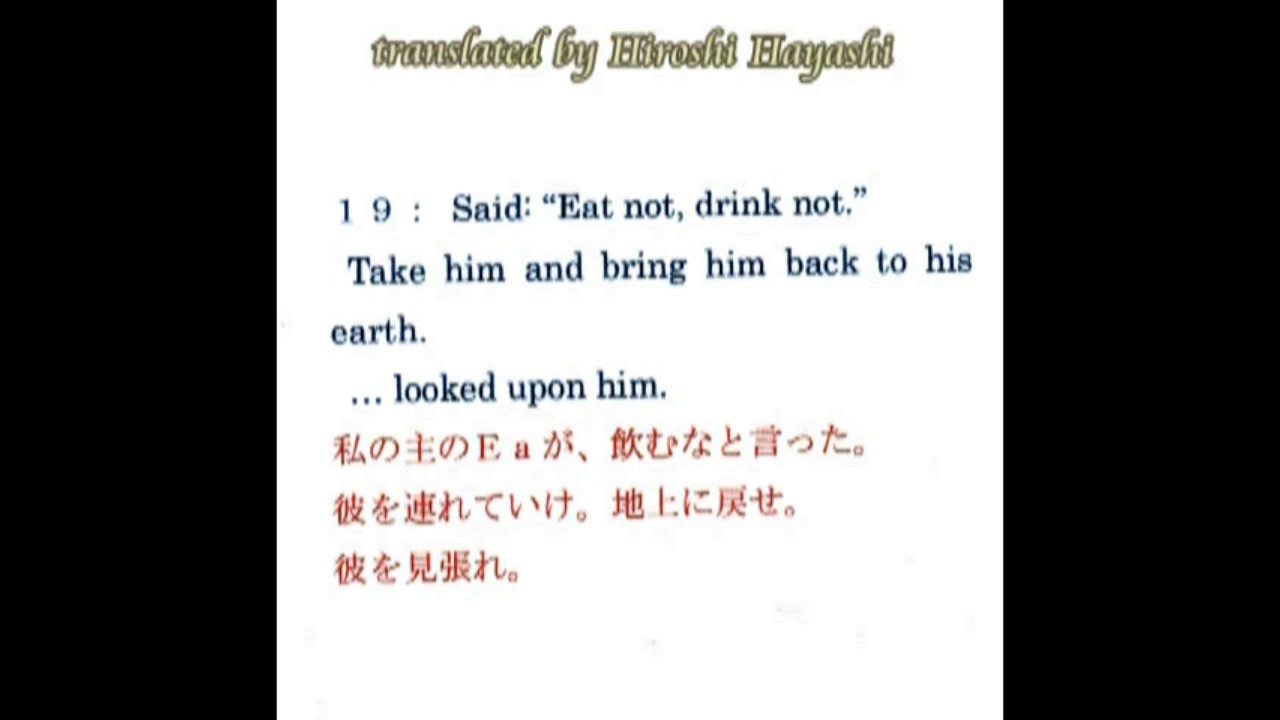 translated by Hiroshi Hayashi
１９： Said: “Eat not, drink not.”
Take him and bring him back to his
earth.
… looked upon him.
私の主のＥａが、飲むなと言った。
彼を連れていけ。地上に戻せ。
彼を見張れ。